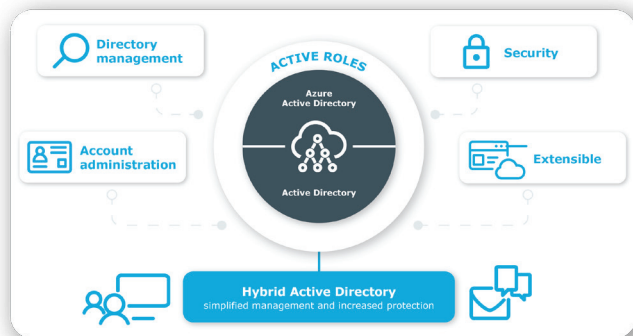 Directory
management
ACTIVE ROLES
Security
Azure
Active Directory
Account
administration
Active Directory
Extensible
Hybrid Active Directory
simplified management and increased protection